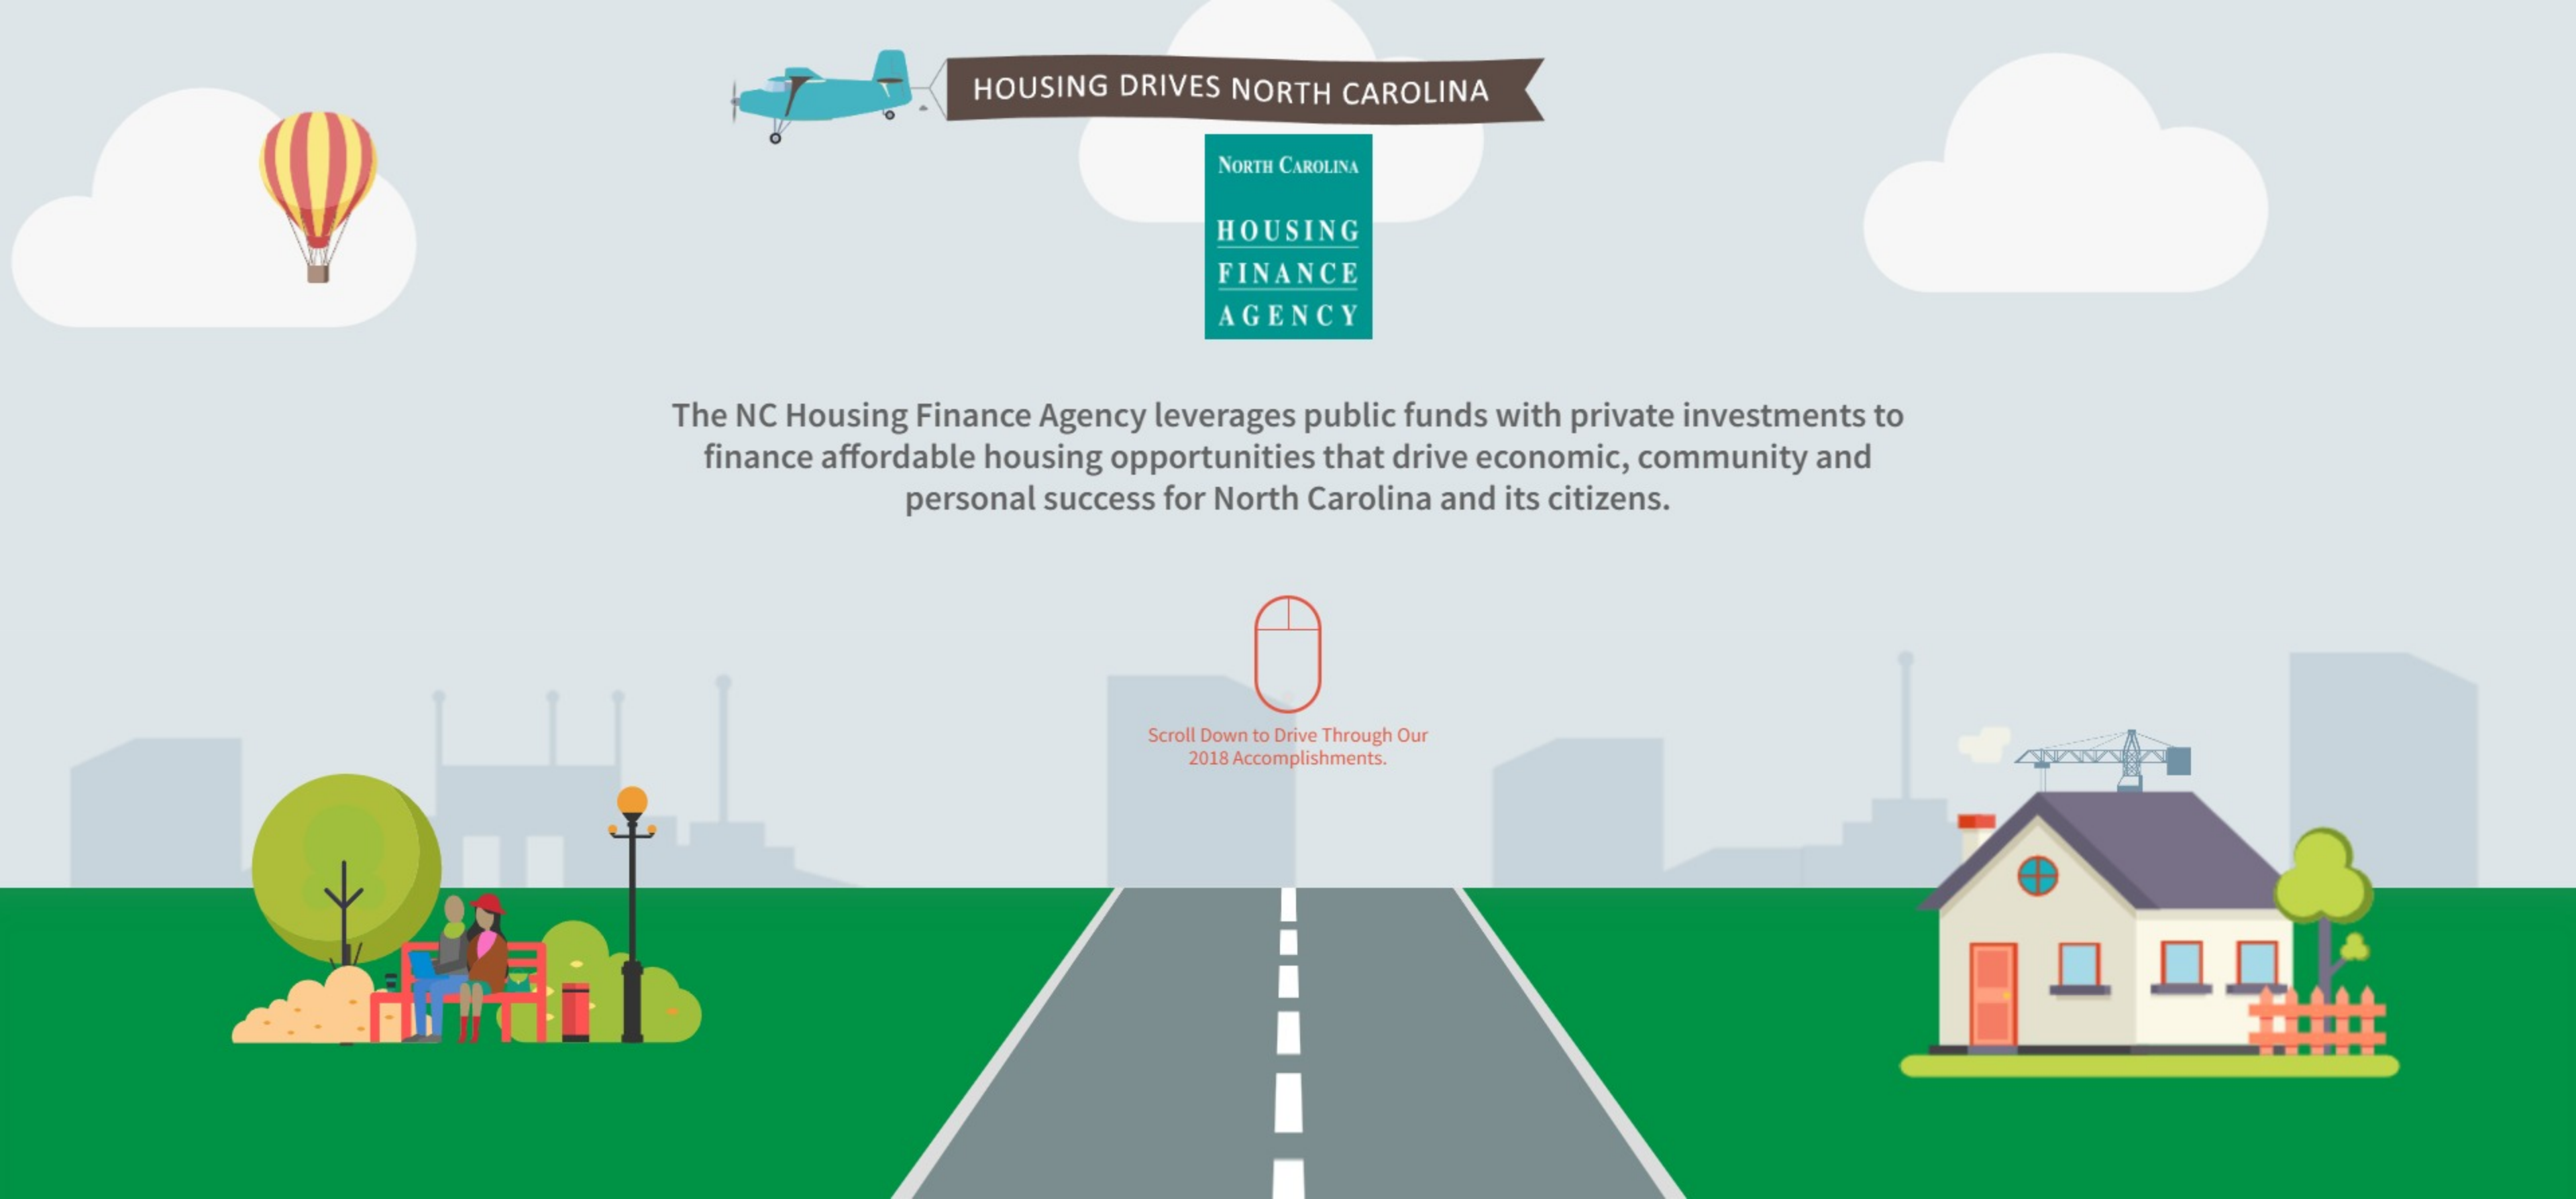 HOUSING DRIVES NORTH CAROLINA
NORTH CAROLINA
HOUSING
FINANCE
AGENCY
The NC Housing Finance Agency leverages public funds with private investments to
finance affordable housing opportunities that drive economic, community and
personal success for North Carolina and its citizens.
Scroll Down to Drive Through Our
2018 Accomplishments.